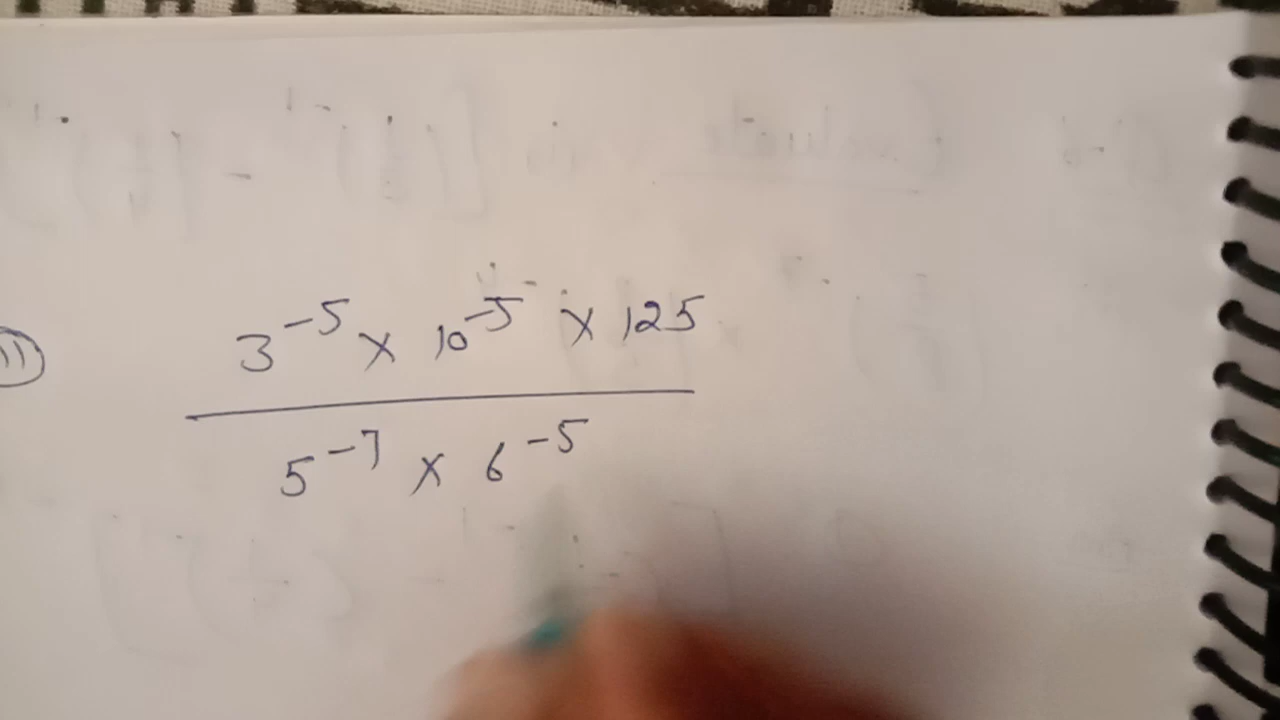 (ii) 3⁻⁵ × 10⁻⁵ × 125
5⁻⁷ × 6⁻⁵